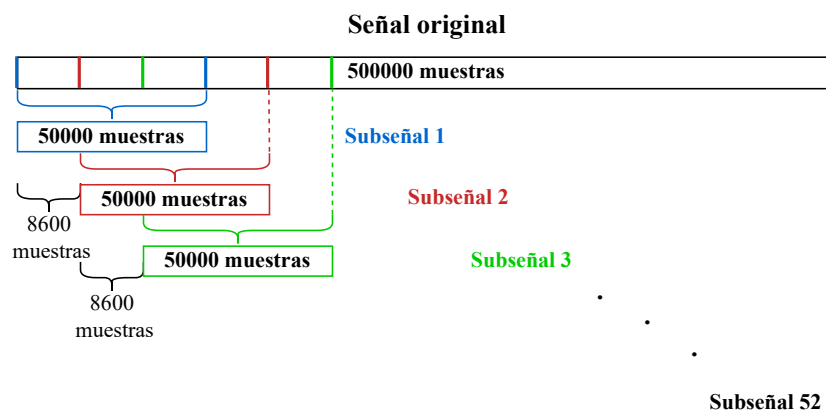 Señal original
500000 muestras
50000 muestras
Subseñal 1
50000 muestras
Subseñal 2
8600
muestras
50000 muestras
Subseñal 3
8600
muestras
Subseñal 52